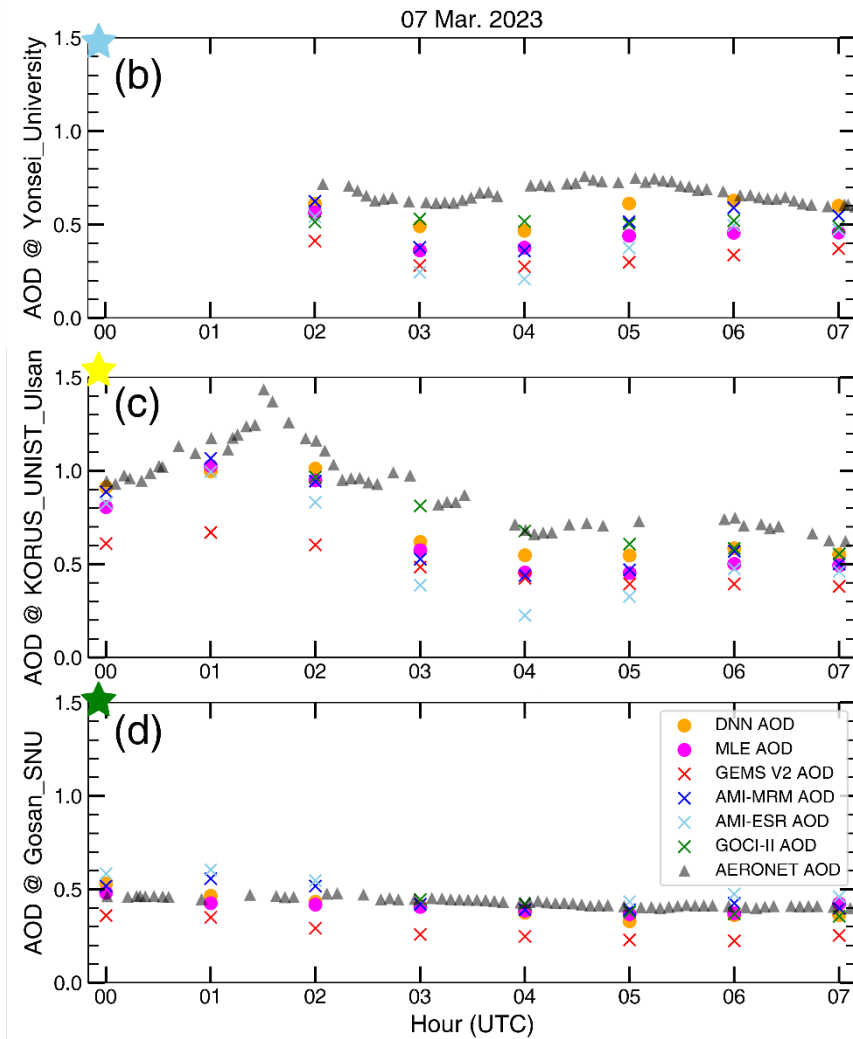 07 Mar. 2023
1.5
(b)
1.0
0.5
0.0
AOD @ Yonsei_University
00 01 02 03 04 05 06 07
1.5
(c)
1.0
0.5
0.0
AOD @ KORUS_UNIST_Ulsan
00 01 02 03 04 05 06 07
1.5
(d)
1.0
0.5
0.0
AOD @ Gosan_SNU
DNN AOD
MLE AOD
GEMS V2 AOD
AMI-MRM AOD
AMI-ESR AOD
GOCI-II AOD
AERONET AOD
00 01 02 03 04 05 06 07
Hour (UTC)